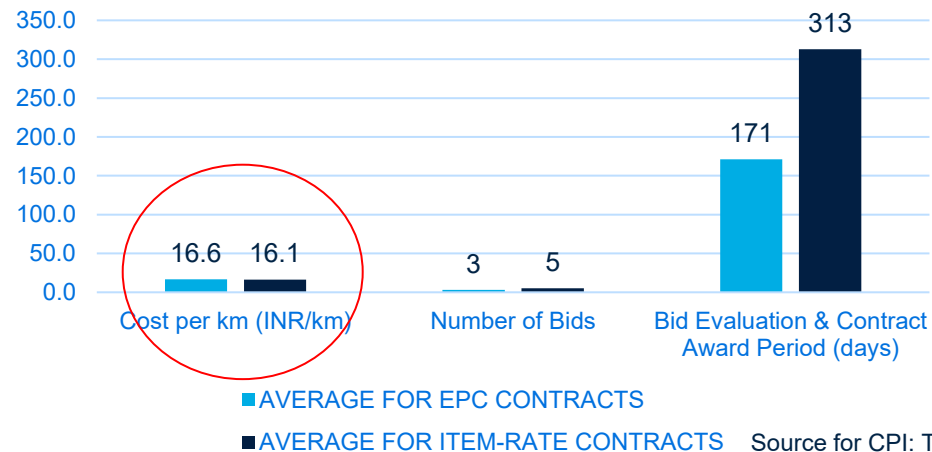 350.0
300.0
250.0
200.0
150.0
100.0
50.0
0.0
16.6 16.1
3 5
171 313
Cost per km (INR/km)
Number of Bids
Bid Evaluation & Contract
Award Period (days)
AVERAGE FOR EPC CONTRACTS
AVERAGE FOR ITEM-RATE CONTRACTS
Source for CPI: T